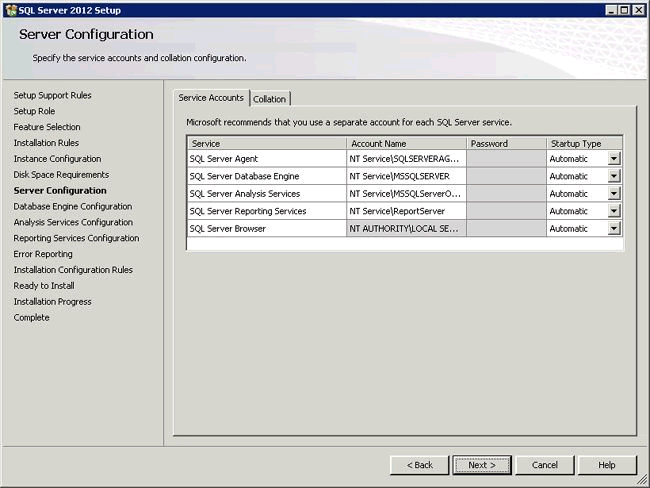 SQL Server 2012 Setup
Server Configuration
Specify the service accounts and collation configuration.
Setup Support Rules
Setup Role
Feature Selection
Installation Rules
Instance Configuration
Disk Space Requirements
Server Configuration
Database Engine Configuration
Analysis Services Configuration
Reporting Services Configuration
Error Reporting
Installation Configuration Rules
Ready to Install
Installation Progress
Complete
Service Accounts Collation
Microsoft recommends that you use a separate account for each SQL Server service.
Service Account Name Password Startup Type
SQL Server Agent NT Service\SQLSERVERAG... Automatic
SQL Server Database Engine NT Service\MSSQLSERVER Automatic
SQL Server Analysis Services NT Service\MSSQLServerO... Automatic
SQL Server Reporting Services NT Service\ReportServer Automatic
SQL Server Browser NT AUTHORITY\LOCAL SE... Automatic
< Back Next > Cancel Help